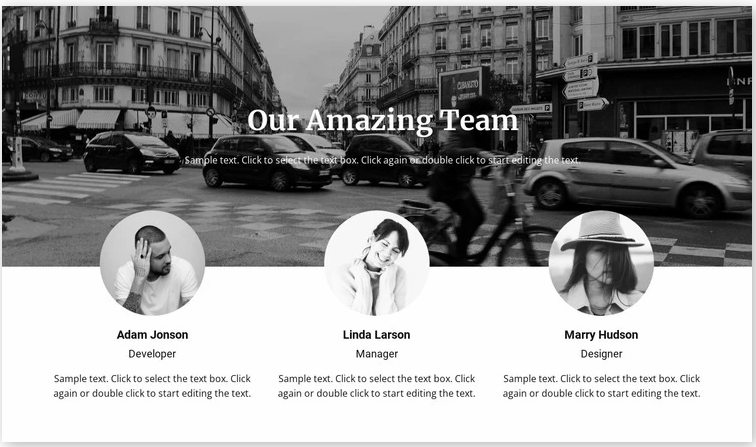 Our Amazing Team
Sample text. Click to select the text box. Click again or double click to start editing the text.
Adam Jonson
Developer
Sample text. Click to select the text box. Click
again or double click to start editing the text.
Linda Larson
Manager
Sample text. Click to select the text box. Click
again or double click to start editing the text.
Marry Hudson
Designer
Sample text. Click to select the text box. Click
again or double click to start editing the text.